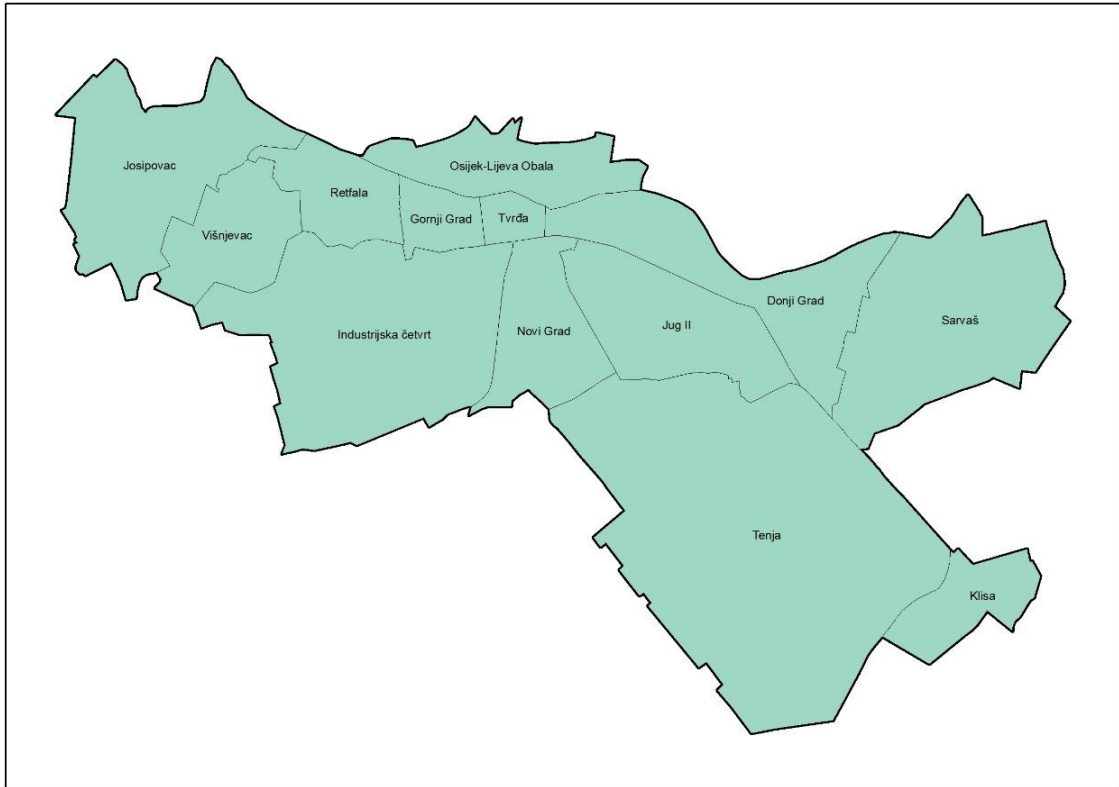 Josipovac
Osijek-Lijeva Obala
Retfala
Gornji Grad
Tvrđa
Višnjevac
Donji Grad
Sarvaš
Industrijska četvrt
Novi Grad
Jug II
Tenja
Klisa